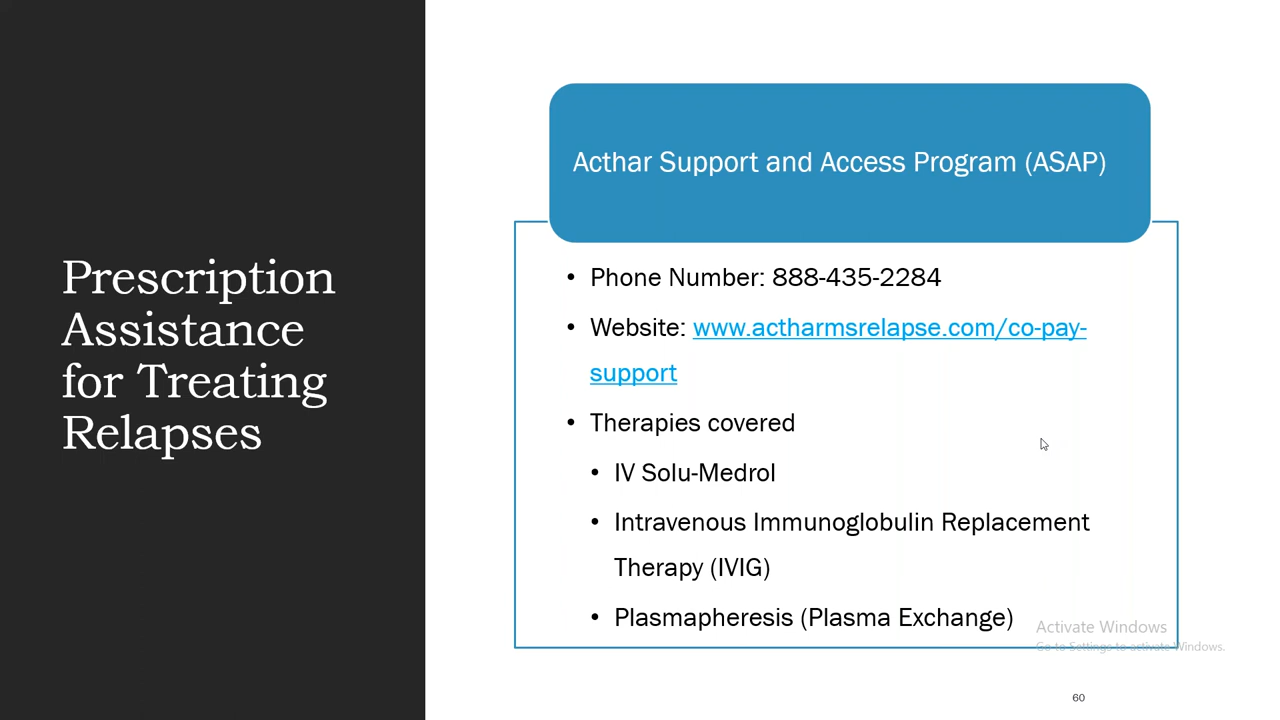 Prescription
Assistance
for Treating
Relapses
Acthar Support and Access Program (ASAP)
• Phone Number: 888-435-2284
• Website: www.actharmsrelapse.com/co-pay-
support
• Therapies covered
• IV Solu-Medrol
• Intravenous Immunoglobulin Replacement
Therapy (IVIG)
• Plasmapheresis (Plasma Exchange)
Activate Windows
Go to Settings to activate Windows.
60